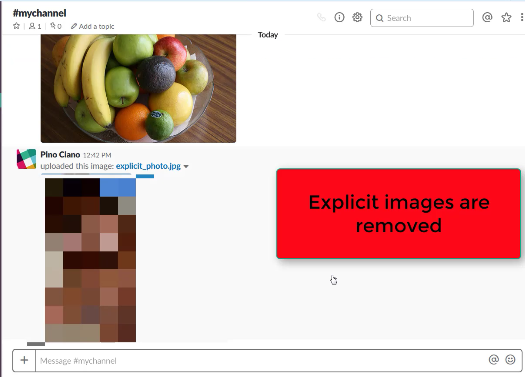 #mychannel
1
0
Add a topic
Search
Today
Pino Ciano 12:42 PM
uploaded this image: explicit_photo.jpg
Explicit images are
removed
Message #mychannel